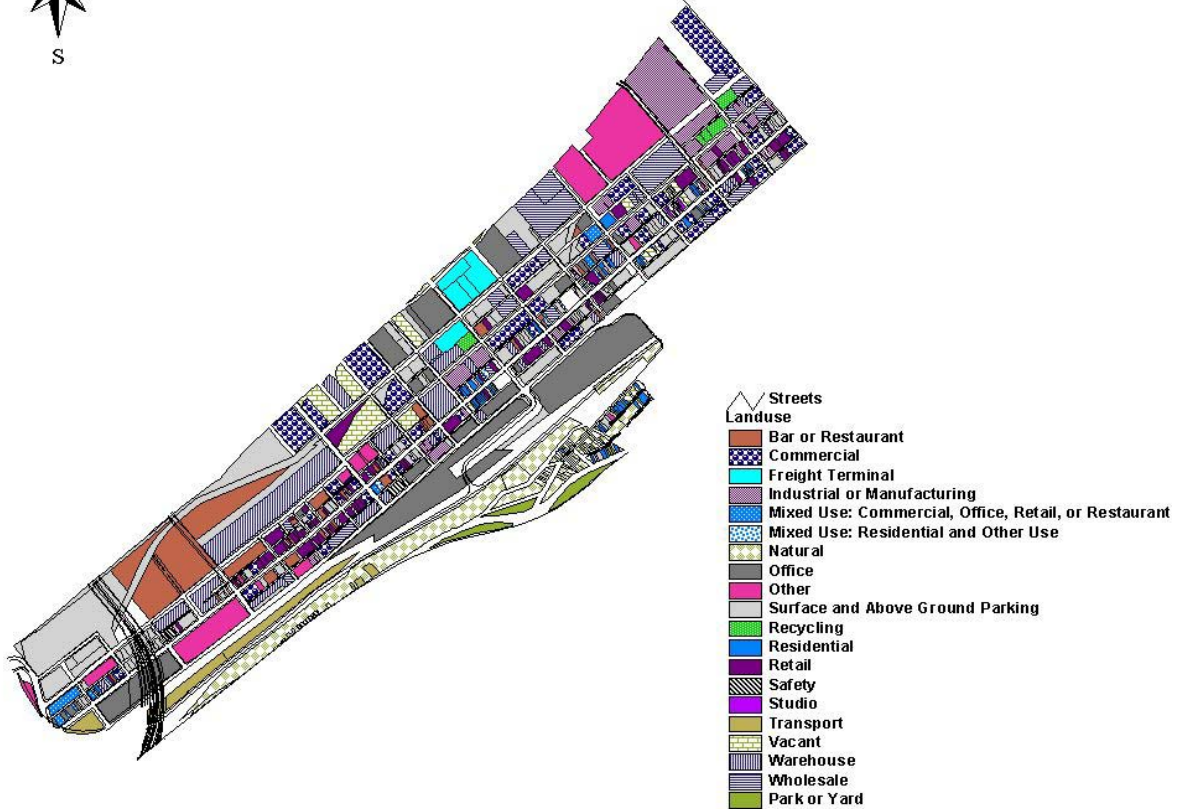 S
Streets
Landuse
Bar or Restaurant
Commercial
Freight Terminal
Industrial or Manufacturing
Mixed Use: Commercial, Office, Retail, or Restaurant
Mixed Use: Residential and Other Use
Natural
Office
Other
Surface and Above Ground Parking
Recycling
Residential
Retail
Safety
Studio
Transport
Vacant
Warehouse
Wholesale
Park or Yard